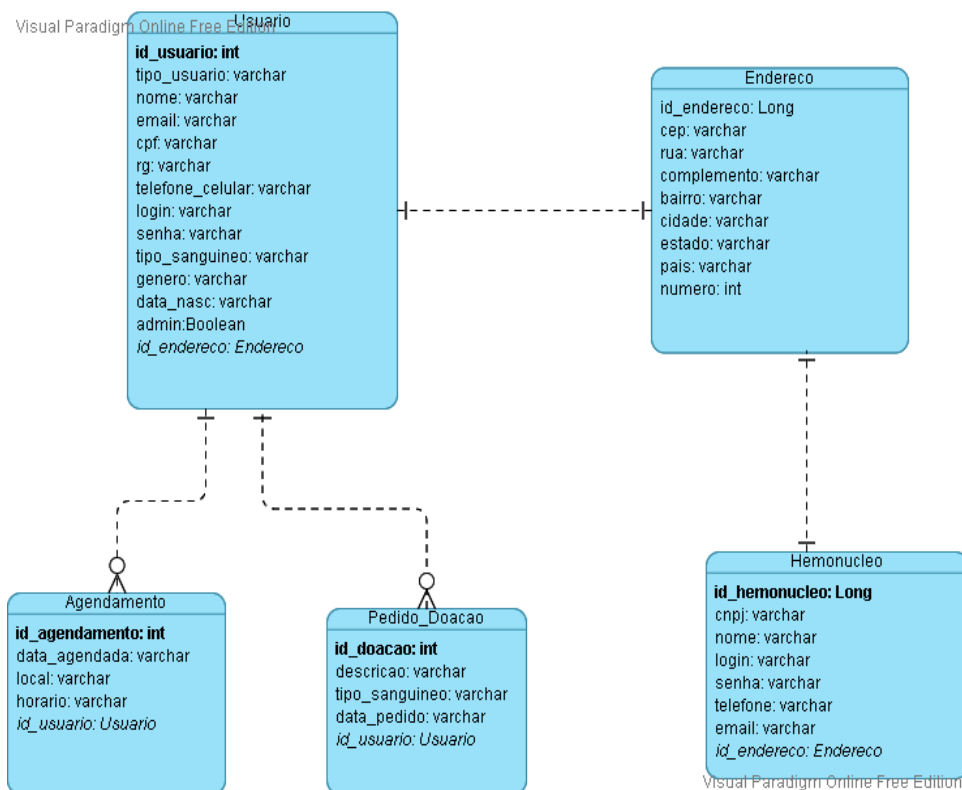 Visual Paradigm Online Free Edition
Usuario
id_usuario: int
tipo_usuario: varchar
nome: varchar
email: varchar
cpf: varchar
rg: varchar
telefone_celular: varchar
login: varchar
senha: varchar
tipo_sanguineo: varchar
genero: varchar
data_nasc: varchar
admin:Boolean
id_endereco: Endereco
Endereco
id_endereco: Long
cep: varchar
rua: varchar
complemento: varchar
bairro: varchar
cidade: varchar
estado: varchar
pais: varchar
numero: int
Agendamento
id_agendamento: int
data_agendada: varchar
local: varchar
horario: varchar
id_usuario: Usuario
Pedido_Doacao
id_doacao: int
descricao: varchar
tipo_sanguineo: varchar
data_pedido: varchar
id_usuario: Usuario
Hemonucleo
id_hemonucleo: Long
cnpj: varchar
nome: varchar
login: varchar
senha: varchar
telefone: varchar
email: varchar
id_endereco: Endereco
Visual Paradigm Online Free Edition